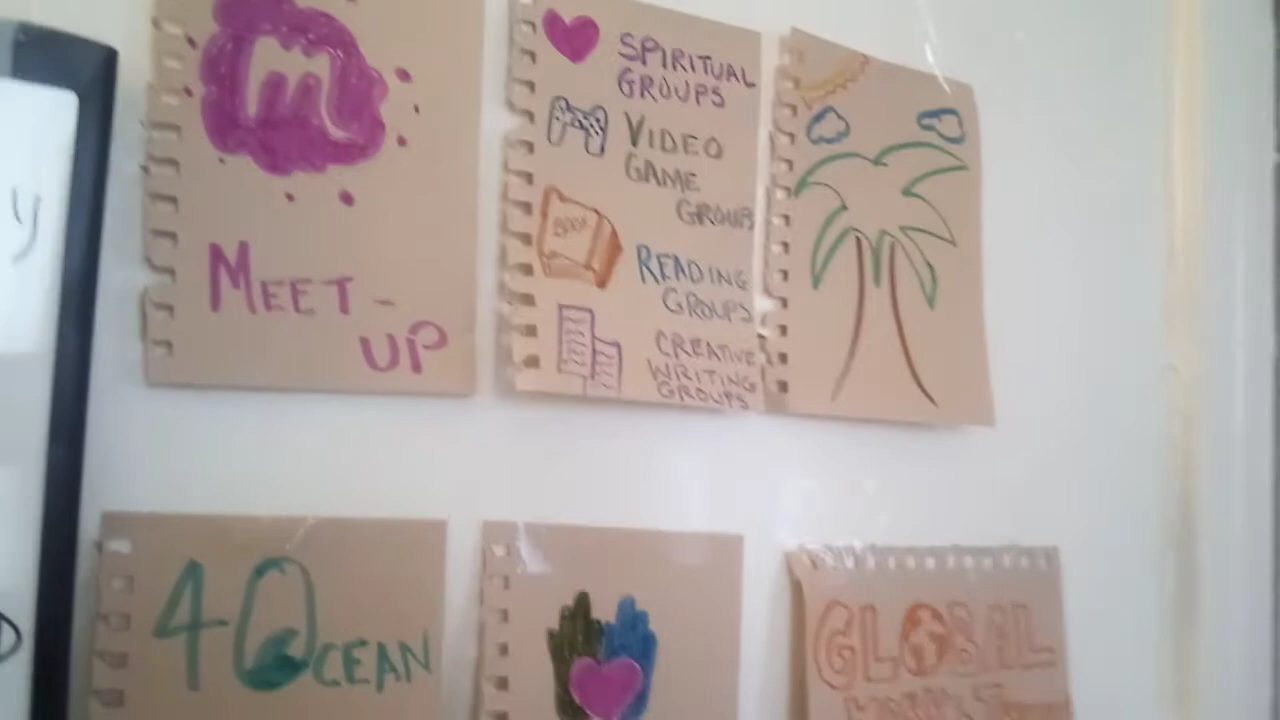 m
MEET-
UP
SPIRITUAL
GROUPS
VIDEO
GAME
GROUP
BOOK
READING
GROUPS
CREATIVE
WRITING
GROUPS
y
4OCEAN
GLOBAL